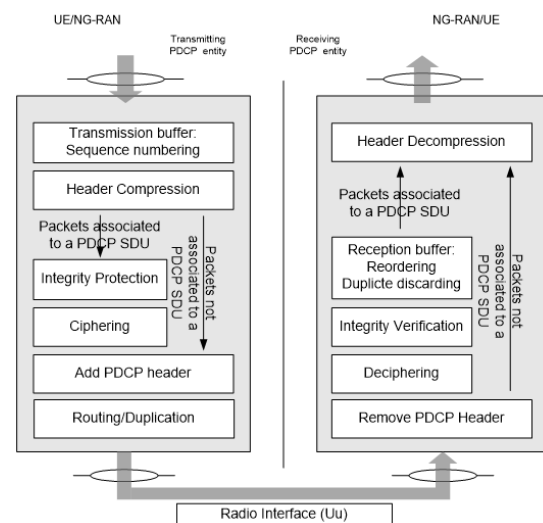 UE/NG-RAN
Transmitting
PDCP entity
Receiving
PDCP entity
NG-RAN/UE
Transmission buffer:
Sequence numbering
Header Compression
Packets associated
to a PDCP SDU
Packets not
associated to a
PDCP SDU
Integrity Protection
Ciphering
Add PDCP header
Routing/Duplication
Header Decompression
Packets associated
to a PDCP SDU
Reception buffer:
Reordering
Duplicte discarding
Packets not
associated to a
PDCP SDU
Integrity Verification
Deciphering
Remove PDCP Header
Radio Interface (Uu)